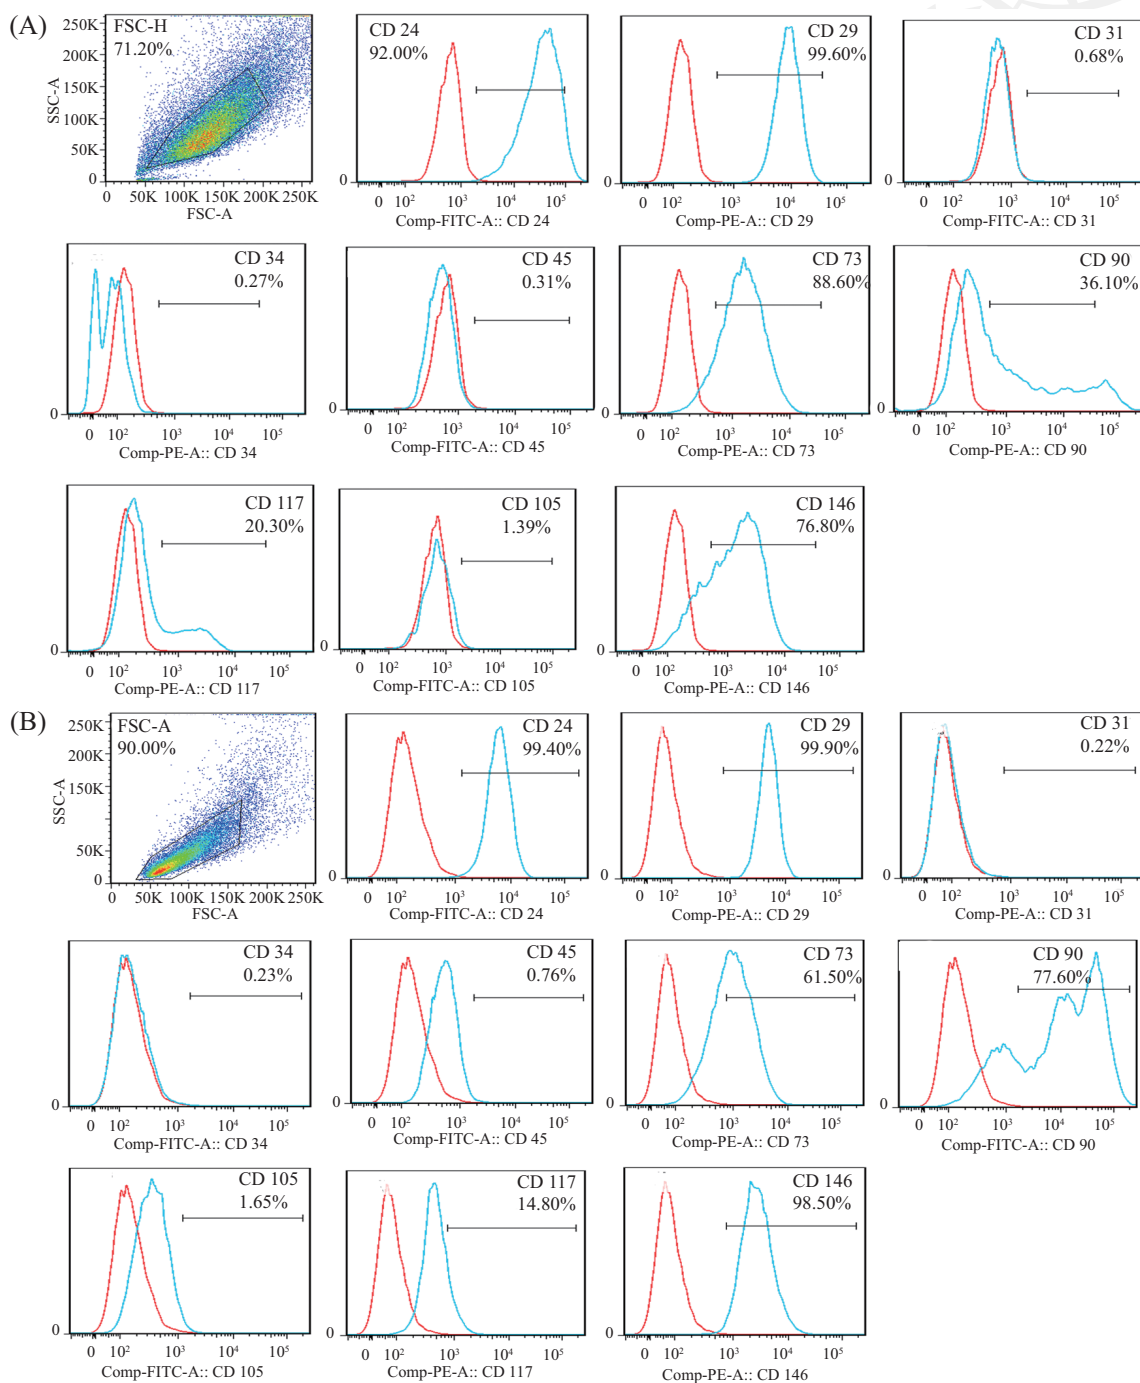 (A)
FSC-H
71.20%
SSC-A
250K
200K
150K
100K
50K
0
0 50K 100K 150K 200K 250K
FSC-A
CD 24
92.00%
0
0 10² 10³ 10⁴ 10⁵
Comp-FITC-A:: CD 24
CD 29
99.60%
0
0 10² 10³ 10⁴ 10⁵
Comp-PE-A:: CD 29
CD 31
0.68%
0
0 10² 10³ 10⁴ 10⁵
Comp-FITC-A:: CD 31
CD 34
0.27%
0
0 10² 10³ 10⁴ 10⁵
Comp-PE-A:: CD 34
CD 45
0.31%
0
0 10² 10³ 10⁴ 10⁵
Comp-FITC-A:: CD 45
CD 73
88.60%
0
0 10² 10³ 10⁴ 10⁵
Comp-PE-A:: CD 73
CD 90
36.10%
0
0 10² 10³ 10⁴ 10⁵
Comp-PE-A:: CD 90
CD 117
20.30%
0
0 10² 10³ 10⁴ 10⁵
Comp-PE-A:: CD 117
CD 105
1.39%
0
0 10² 10³ 10⁴ 10⁵
Comp-FITC-A:: CD 105
CD 146
76.80%
0
0 10² 10³ 10⁴ 10⁵
Comp-PE-A:: CD 146
(B)
FSC-A
90.00%
SSC-A
250K
200K
150K
100K
50K
0
0 50K 100K 150K 200K 250K
FSC-A
CD 24
99.40%
0
0 10² 10³ 10⁴ 10⁵
Comp-FITC-A:: CD 24
CD 29
99.90%
0
0 10² 10³ 10⁴ 10⁵
Comp-PE-A:: CD 29
CD 31
0.22%
0
0 10² 10³ 10⁴ 10⁵
Comp-PE-A:: CD 31
CD 34
0.23%
0
0 10² 10³ 10⁴ 10⁵
Comp-FITC-A:: CD 34
CD 45
0.76%
0
0 10² 10³ 10⁴ 10⁵
Comp-FITC-A:: CD 45
CD 73
61.50%
0
0 10² 10³ 10⁴ 10⁵
Comp-PE-A:: CD 73
CD 90
77.60%
0
0 10² 10³ 10⁴ 10⁵
Comp-FITC-A:: CD 90
CD 105
1.65%
0
0 10² 10³ 10⁴ 10⁵
Comp-FITC-A:: CD 105
CD 117
14.80%
0
0 10² 10³ 10⁴ 10⁵
Comp-PE-A:: CD 117
CD 146
98.50%
0
0 10² 10³ 10⁴ 10⁵
Comp-PE-A:: CD 146